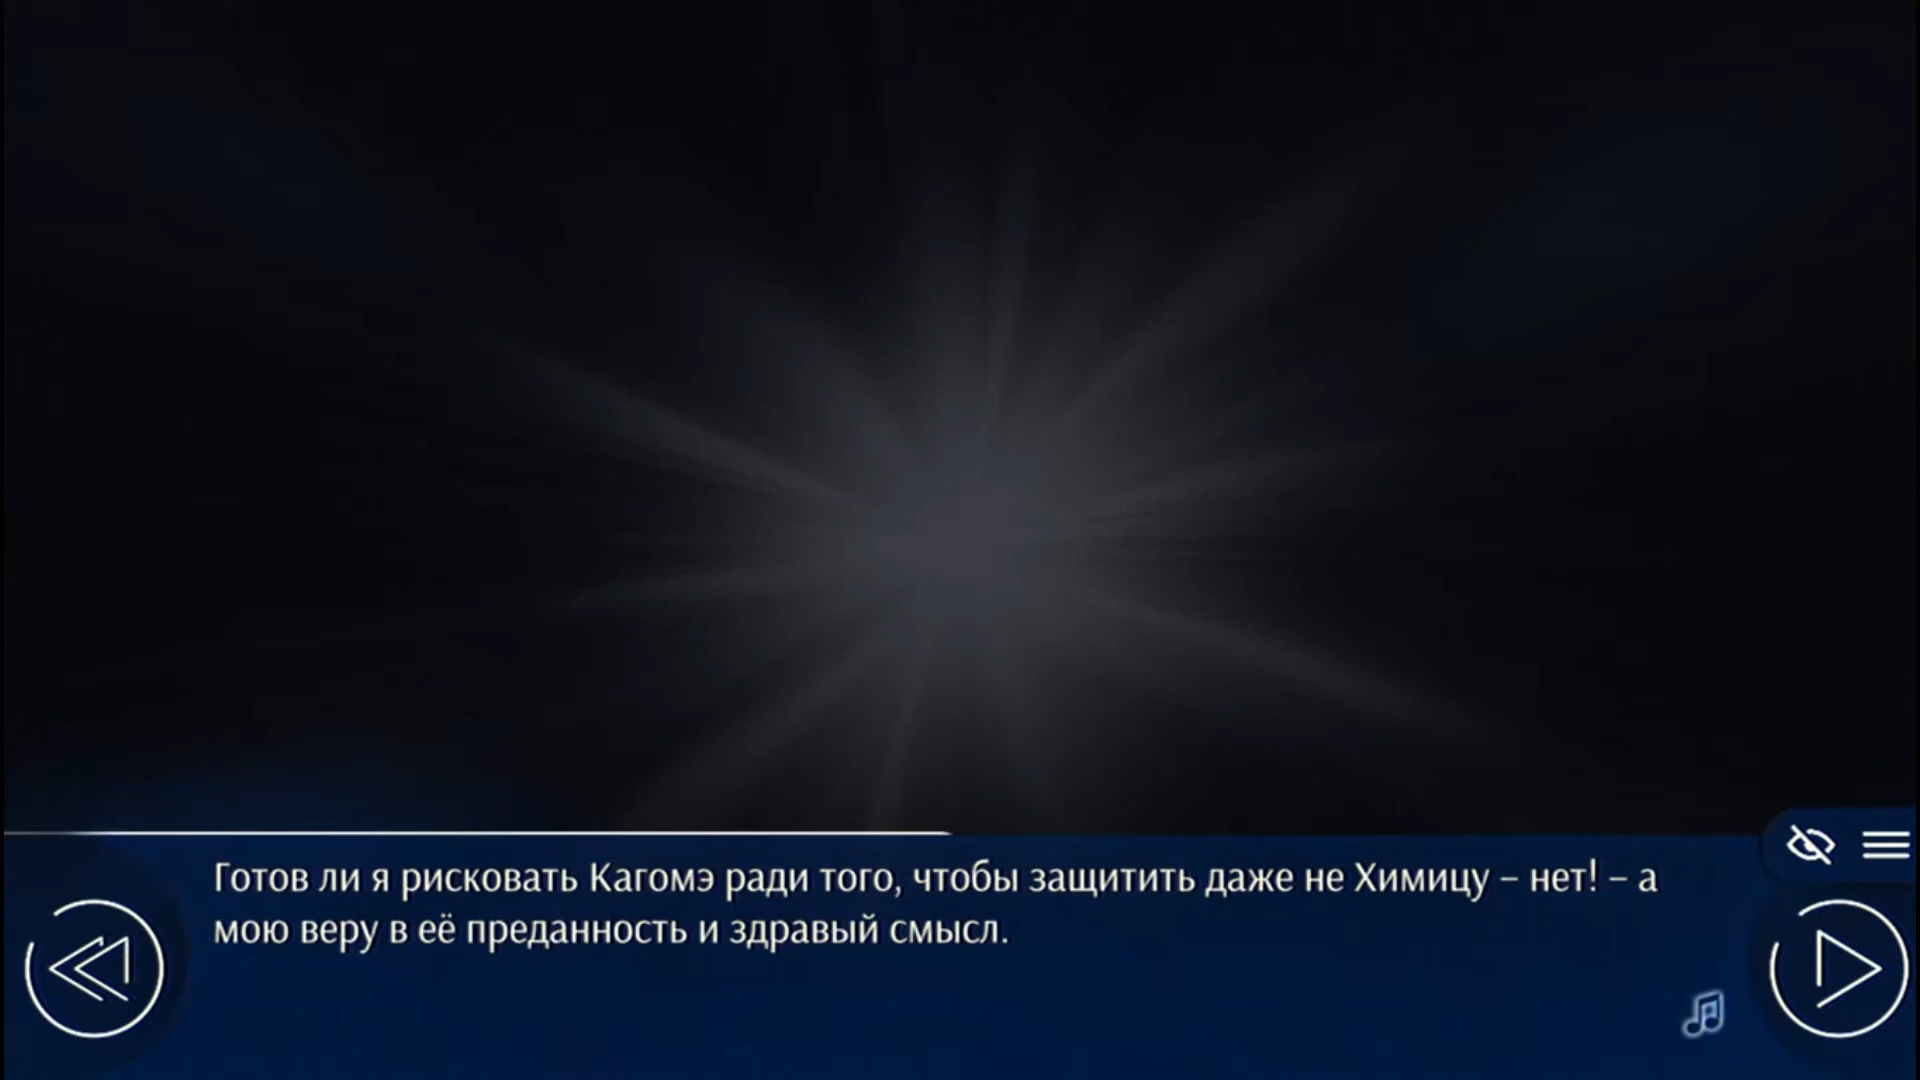 Готов ли я рисковать Кагомэ ради того, чтобы защитить даже не Химицу – нет! – а
мою веру в её преданность и здравый смысл.